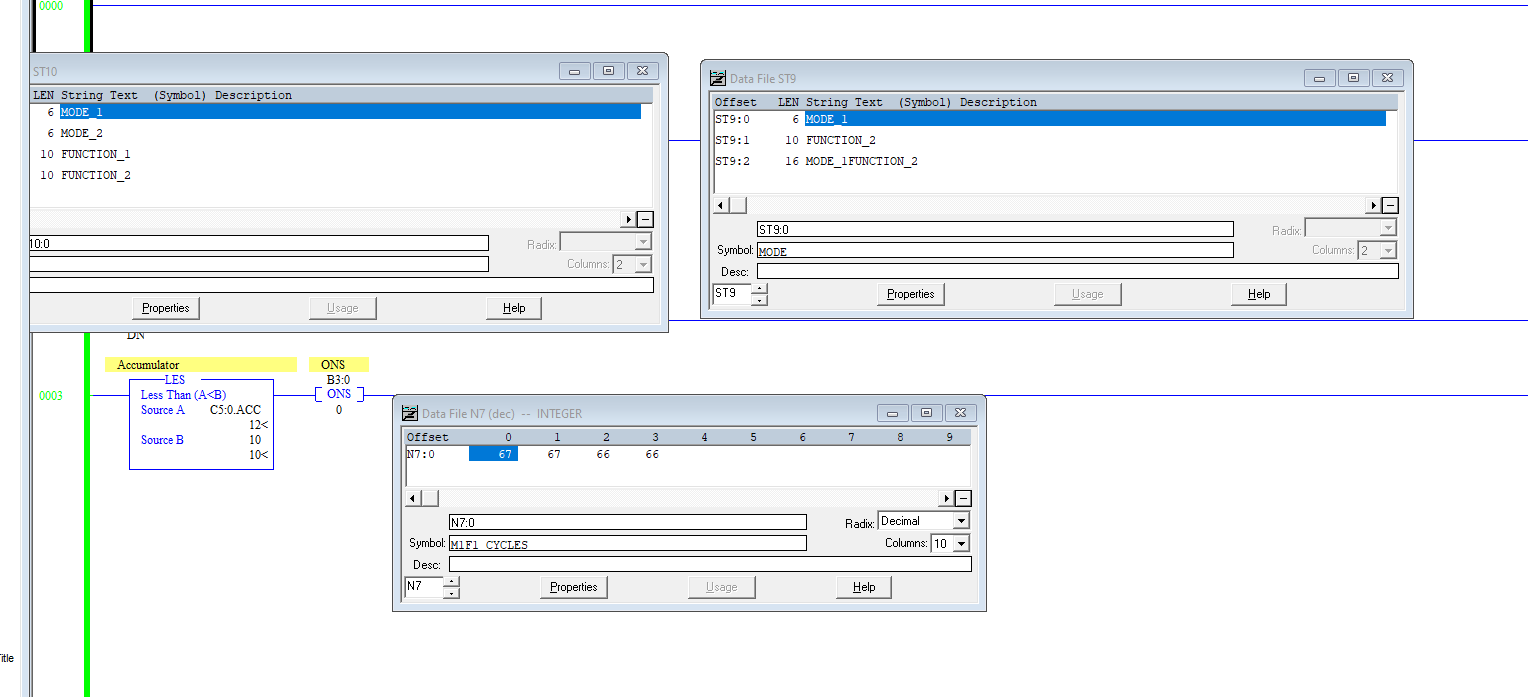 0000
ST10
LEN String Text (Symbol) Description
6 MODE_1
6 MODE_2
10 FUNCTION_1
10 FUNCTION_2
10:0
Radix:
Columns: 2
Properties Usage Help
Data File ST9
Offset LEN String Text (Symbol) Description
ST9:0 6 MODE_1
ST9:1 10 FUNCTION_2
ST9:2 16 MODE_1FUNCTION_2
ST9:0
Radix:
Symbol: MODE
Columns: 2
Desc:
ST9
Properties Usage Help
DN
Accumulator
ONS
0003
LES
Less Than (A<B)
Source A C5:0.ACC
12<
Source B 10
10<
B3:0
ONS
0
Data File N7 (dec) -- INTEGER
Offset 0 1 2 3 4 5 6 7 8 9
N7:0 67 67 66 66
N7:0
Radix: Decimal
Symbol: M1F1_CYCLES
Columns: 10
Desc:
N7
Properties Usage Help